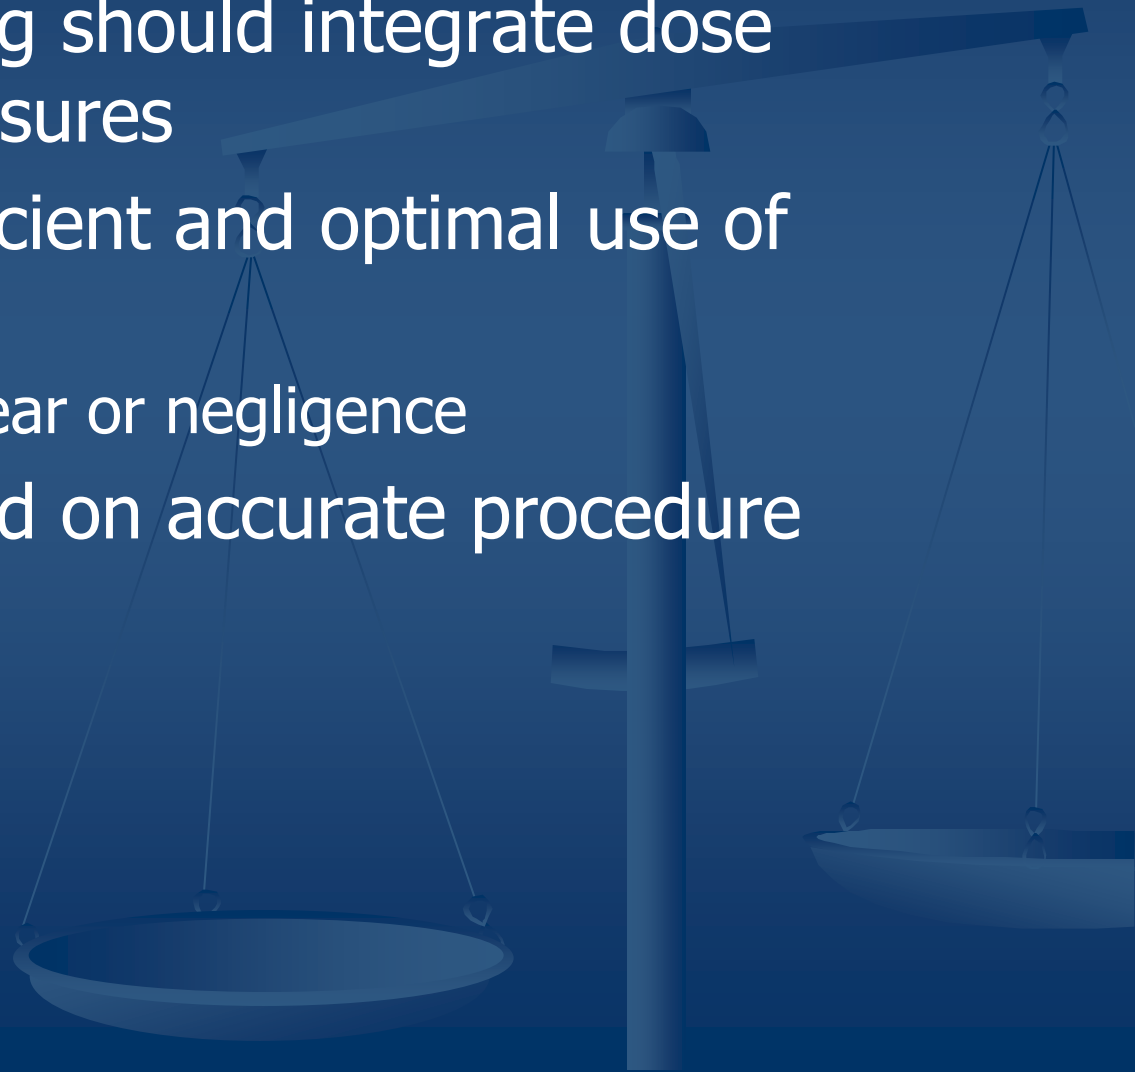 g should integrate dose
sures
cient and optimal use of
ear or negligence
d on accurate procedure